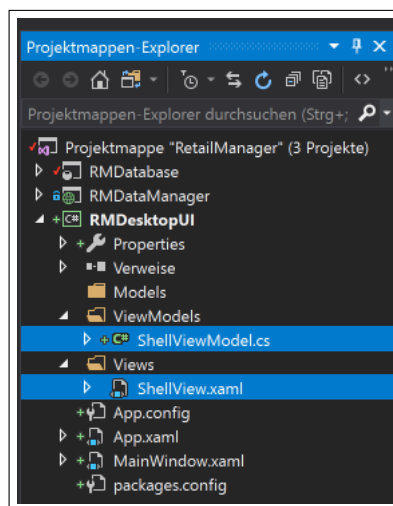 Projektmappen-Explorer
Projektmappen-Explorer durchsuchen (Strg+;
Projektmappe "RetailManager" (3 Projekte)
RMDatabase
RMDataManager
C# RMDesktopUI
Properties
Verweise
Models
ViewModels
C# ShellViewModel.cs
Views
ShellView.xaml
App.config
App.xaml
MainWindow.xaml
packages.config